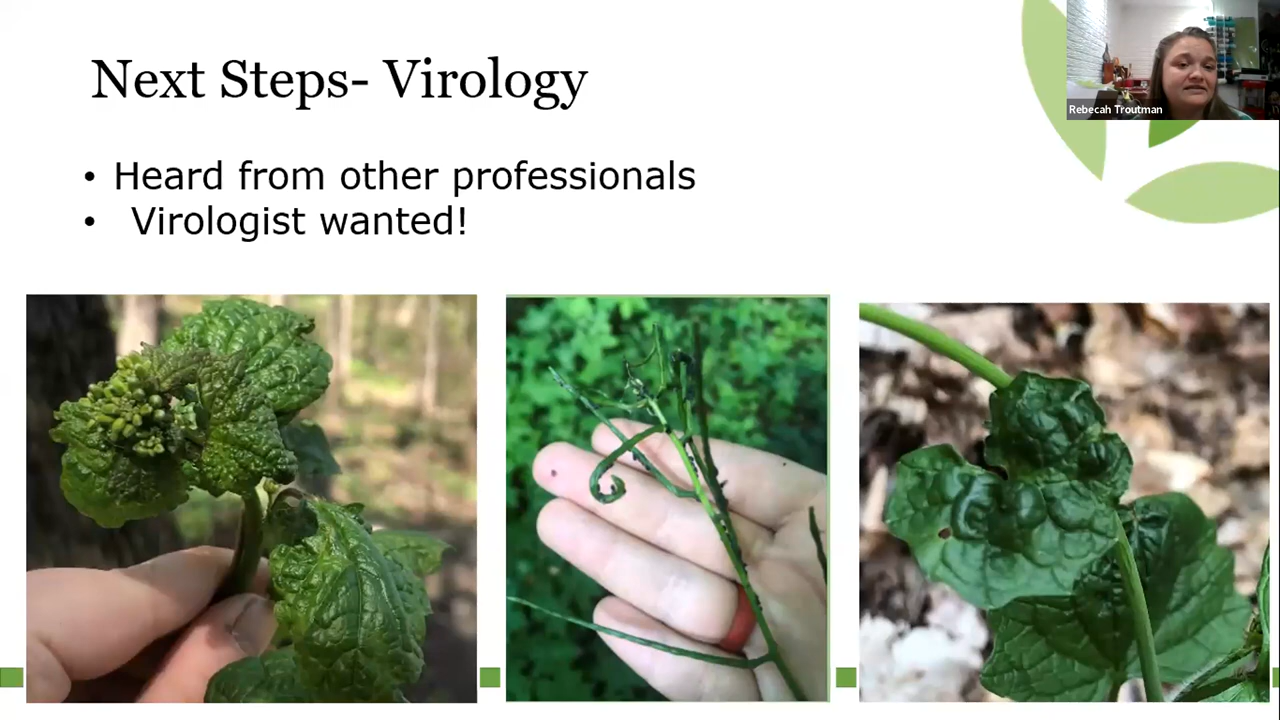 Next Steps- Virology
Rebecah Troutman
• Heard from other professionals
• Virologist wanted!